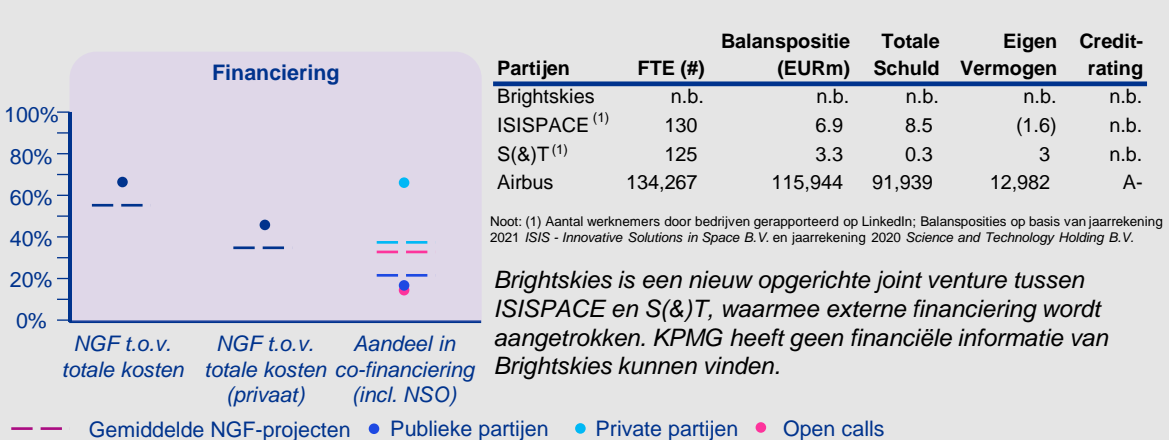 Financiering
100%
80%
60%
40%
20%
0%
NGF t.o.v.
totale kosten
NGF t.o.v.
totale kosten
(privaat)
Aandeel in
co-financiering
(incl. NSO)
Gemiddelde NGF-projecten Publieke partijen Private partijen Open calls
Balanspositie Totale Eigen Credit-
Partijen FTE (#) (EURm) Schuld Vermogen rating
Brightskies n.b. n.b. n.b. n.b. n.b.
ISISPACE (1) 130 6.9 8.5 (1.6) n.b.
S(&)T (1) 125 3.3 0.3 3 n.b.
Airbus 134,267 115,944 91,939 12,982 A-
Noot: (1) Aantal werknemers door bedrijven gerapporteerd op LinkedIn; Balansposities op basis van jaarrekening
2021 ISIS - Innovative Solutions in Space B.V. en jaarrekening 2020 Science and Technology Holding B.V.
Brightskies is een nieuw opgerichte joint venture tussen
ISISPACE en S(&)T, waarmee externe financiering wordt
aangetrokken. KPMG heeft geen financiële informatie van
Brightskies kunnen vinden.